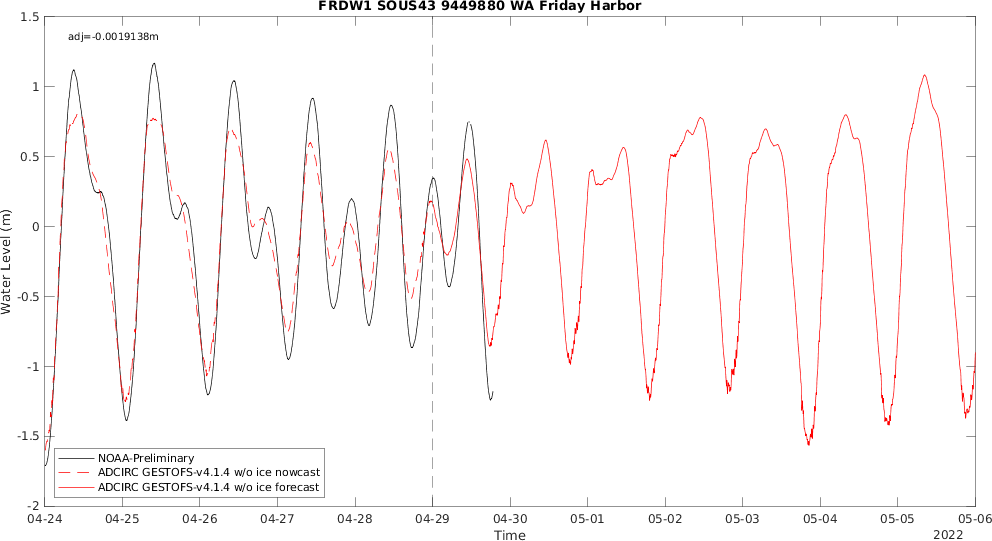 FRDW1 SOUS43 9449880 WA Friday Harbor
adj=-0.0019138m
1.5
1
0.5
0
-0.5
-1
-1.5
-2
Water Level (m)
NOAA-Preliminary
ADCIRC GESTOFS-v4.1.4 w/o ice nowcast
ADCIRC GESTOFS-v4.1.4 w/o ice forecast
04-24 04-25 04-26 04-27 04-28 04-29 04-30 05-01 05-02 05-03 05-04 05-05 05-06
Time
2022